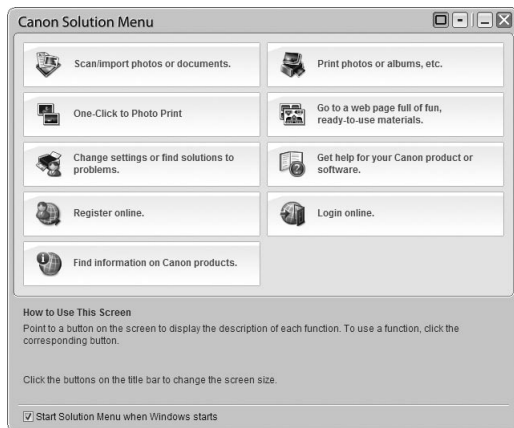 Canon Solution Menu
Scan/import photos or documents.
Print photos or albums, etc.
One-Click to Photo Print
Go to a web page full of fun,
ready-to-use materials.
Change settings or find solutions to
problems.
Get help for your Canon product or
software.
Register online.
Login online.
Find information on Canon products.
How to Use This Screen
Point to a button on the screen to display the description of each function. To use a function, click the
corresponding button.
Click the buttons on the title bar to change the screen size.
Start Solution Menu when Windows starts